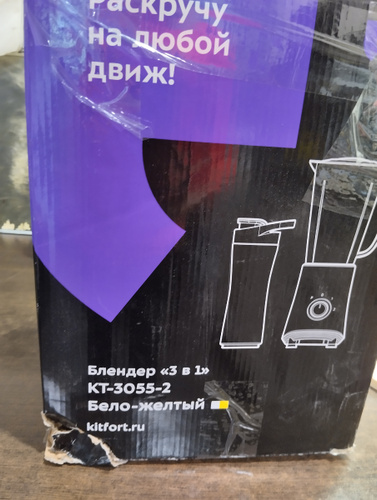 Раскручу
на любой
движ!
Блендер «3 в 1»
КТ-3055-2
Бело-желтый
kitfort.ru